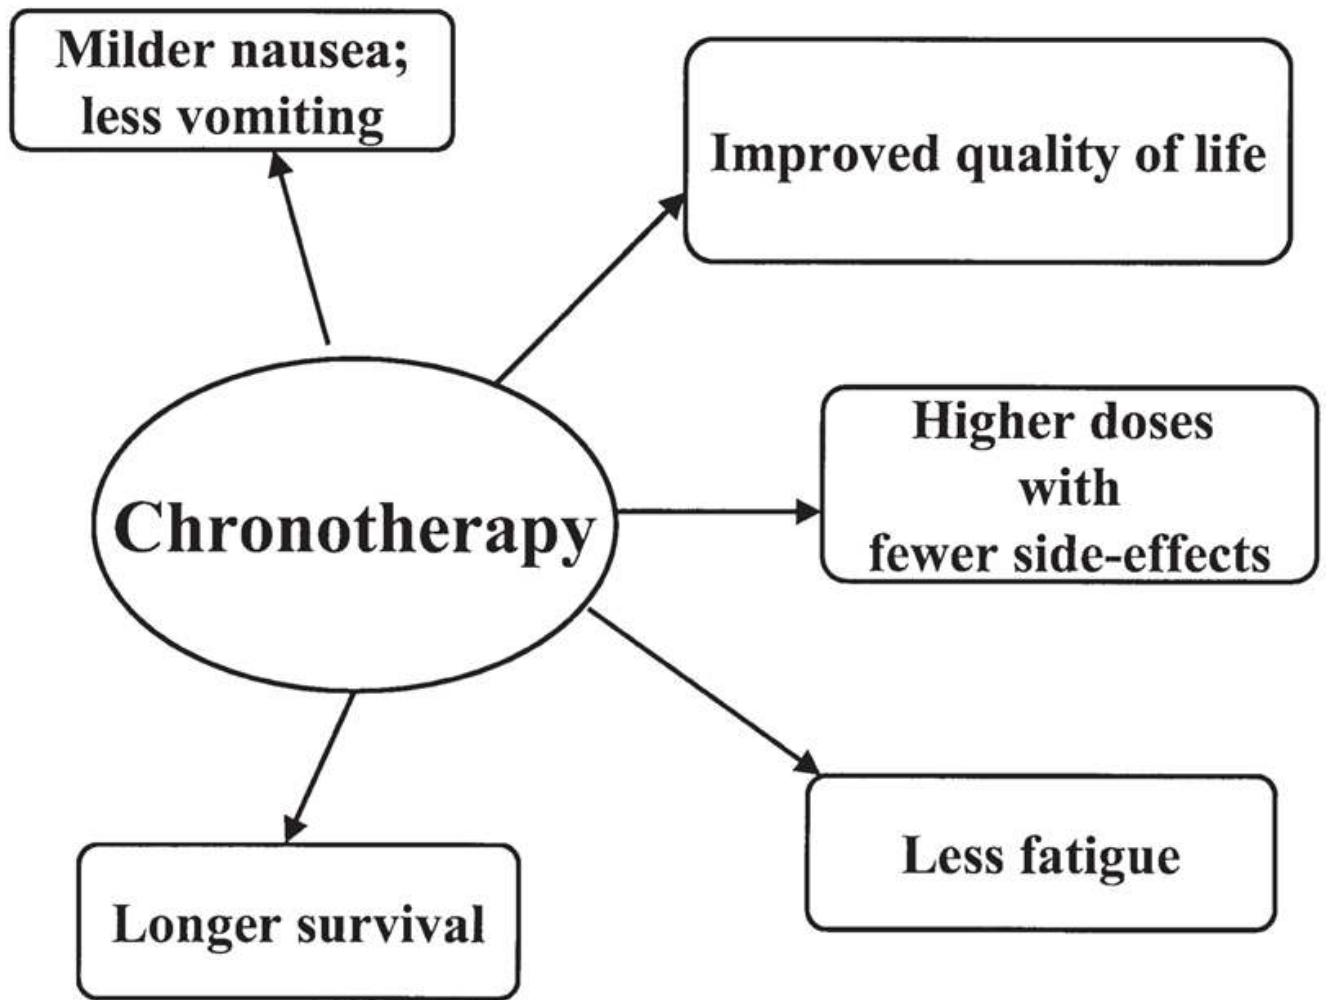 Milder nausea;
less vomiting
Improved quality of life
Higher doses
with
fewer side-effects
Chronotherapy
Less fatigue
Longer survival